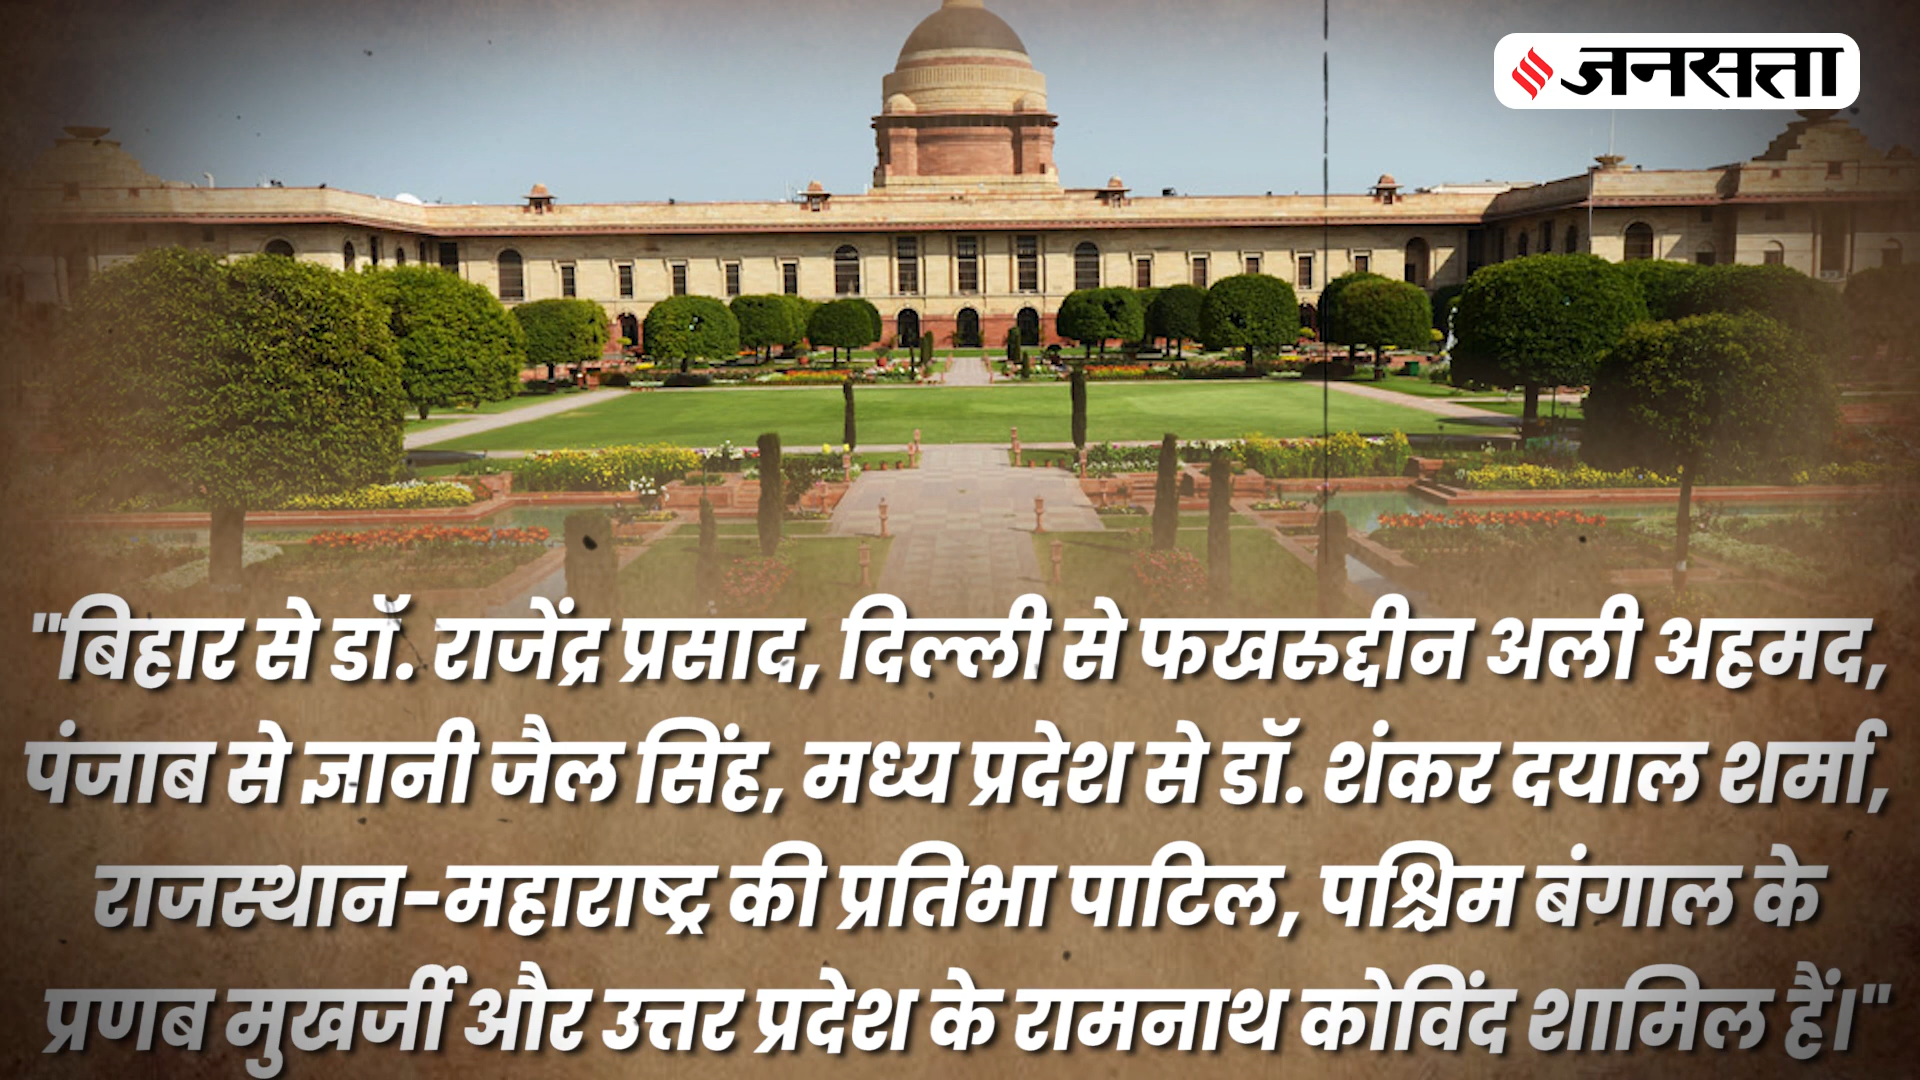 जनसत्ता
"बिहार से डॉ. राजेंद्र प्रसाद, दिल्ली से फखरुद्दीन अली अहमद,
पंजाब से ज्ञानी जैल सिंह, मध्य प्रदेश से डॉ. शंकर दयाल शर्मा,
राजस्थान-महाराष्ट्र की प्रतिभा पाटिल, पश्चिम बंगाल के
प्रणब मुखर्जी और उत्तर प्रदेश के रामनाथ कोविंद शामिल हैं।"